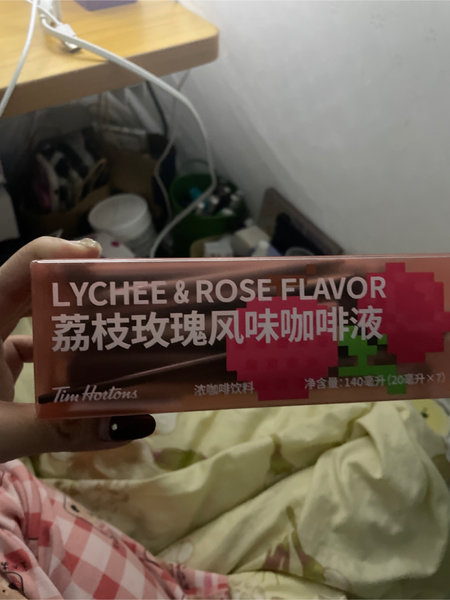 LYCHEE & ROSE FLAVOR
荔枝玫瑰风味咖啡液
Tim Hortons
浓咖啡饮料
净含量:140毫升(20毫升×7)